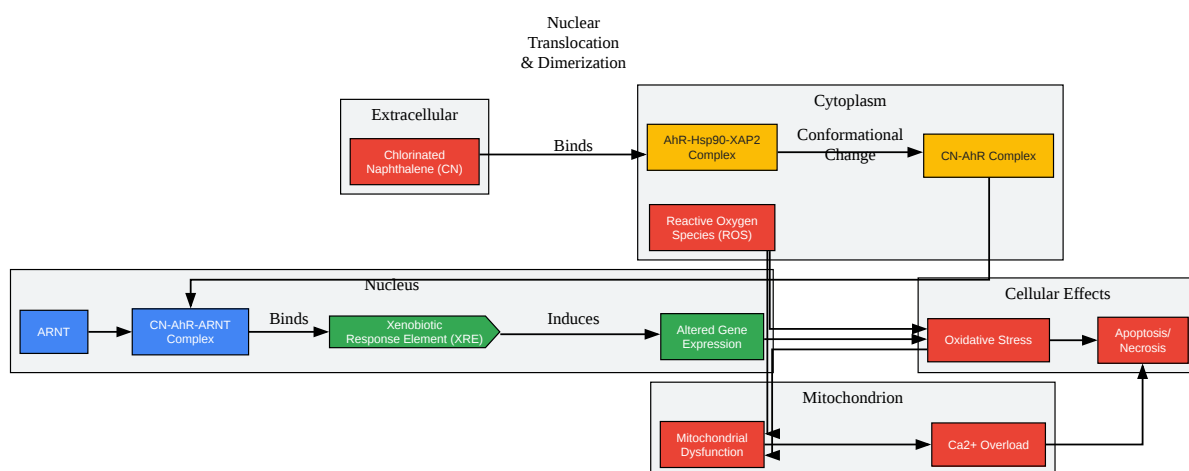 Nuclear
Translocation
& Dimerization
Extracellular
Cytoplasm
Chlorinated
Naphthalene (CN)
Binds
AhR-Hsp90-XAP2
Complex
Conformational
Change
CN-AhR Complex
Reactive Oxygen
Species (ROS)
Nucleus
Cellular Effects
ARNT
CN-AhR-ARNT
Complex
Binds
Xenobiotic
Response Element (XRE)
Induces
Altered Gene
Expression
Oxidative Stress
Apoptosis/
Necrosis
Mitochondrion
Mitochondrial
Dysfunction
Ca2+ Overload